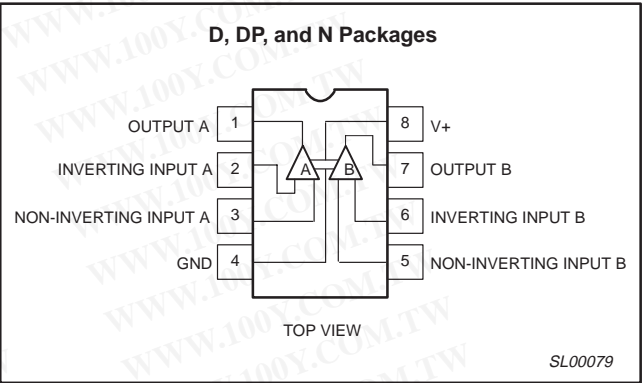 D, DP, and N Packages
OUTPUT A 1 8 V+
INVERTING INPUT A 2 A B 7 OUTPUT B
NON-INVERTING INPUT A 3 6 INVERTING INPUT B
GND 4 5 NON-INVERTING INPUT B
TOP VIEW
SL00079
WWW.100Y.COM.TW